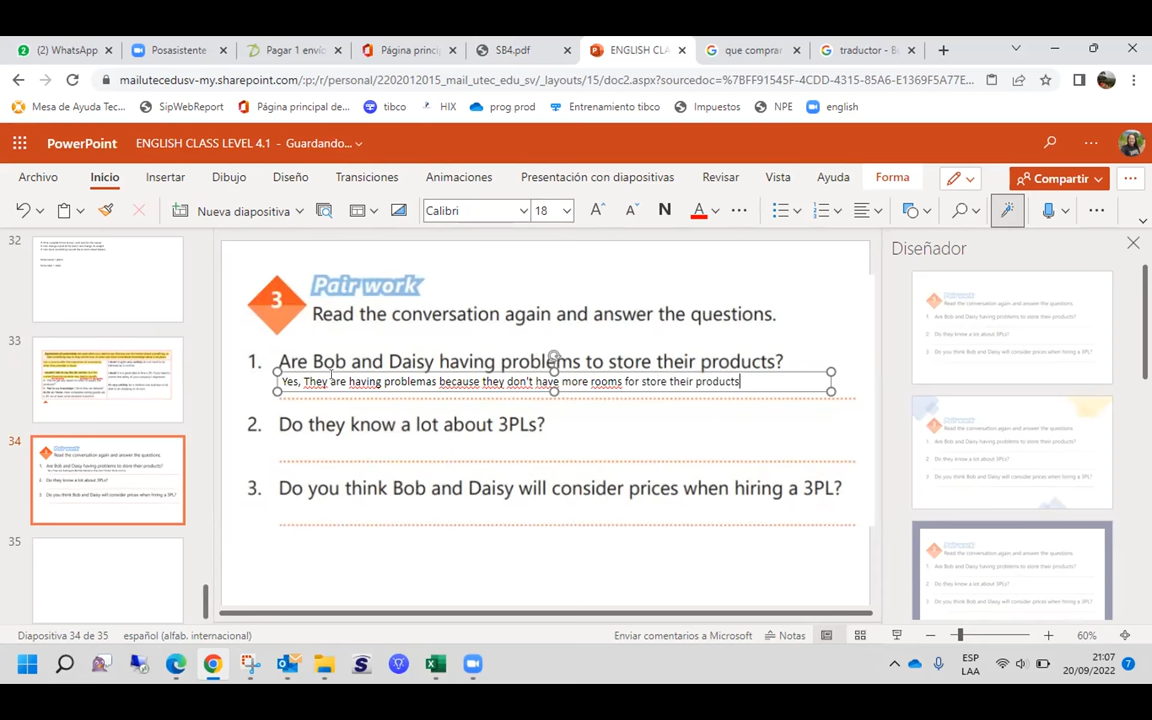 (2) WhatsApp
Posasistente
Pagar 1 envío
Página princi
SB4.pdf
ENGLISH CLA
que comprar
traductor - B
mailutecedusv-my.sharepoint.com/:p:/r/personal/2202012015_mail_utec_edu_sv/_layouts/15/doc2.aspx?sourcedoc=%7BFF91545F-4CDD-4315-85A6-E1369F5A71E7...
Mesa de Ayuda Tec...
SipWebReport
Página principal de...
tibco
HIX
prog prod
Entrenamiento tibco
Impuestos
NPE
english
PowerPoint
ENGLISH CLASS LEVEL 4.1 - Guardando...
Archivo
Inicio
Insertar
Dibujo
Diseño
Transiciones
Animaciones
Presentación con diapositivas
Revisar
Vista
Ayuda
Forma
Compartir
Nueva diapositiva
Calibri
18
N
A
32
33
34
35
3
Pair work
Read the conversation again and answer the questions.
1. Are Bob and Daisy having problems to store their products?
Yes, They are having problemas because they don't have more rooms for store their products
2. Do they know a lot about 3PLs?
3. Do you think Bob and Daisy will consider prices when hiring a 3PL?
Diseñador
Diapositiva 34 de 35
español (alfab. internacional)
Enviar comentarios a Microsoft
Notas
60%
ESP
LAA
21:07
20/09/2022
7